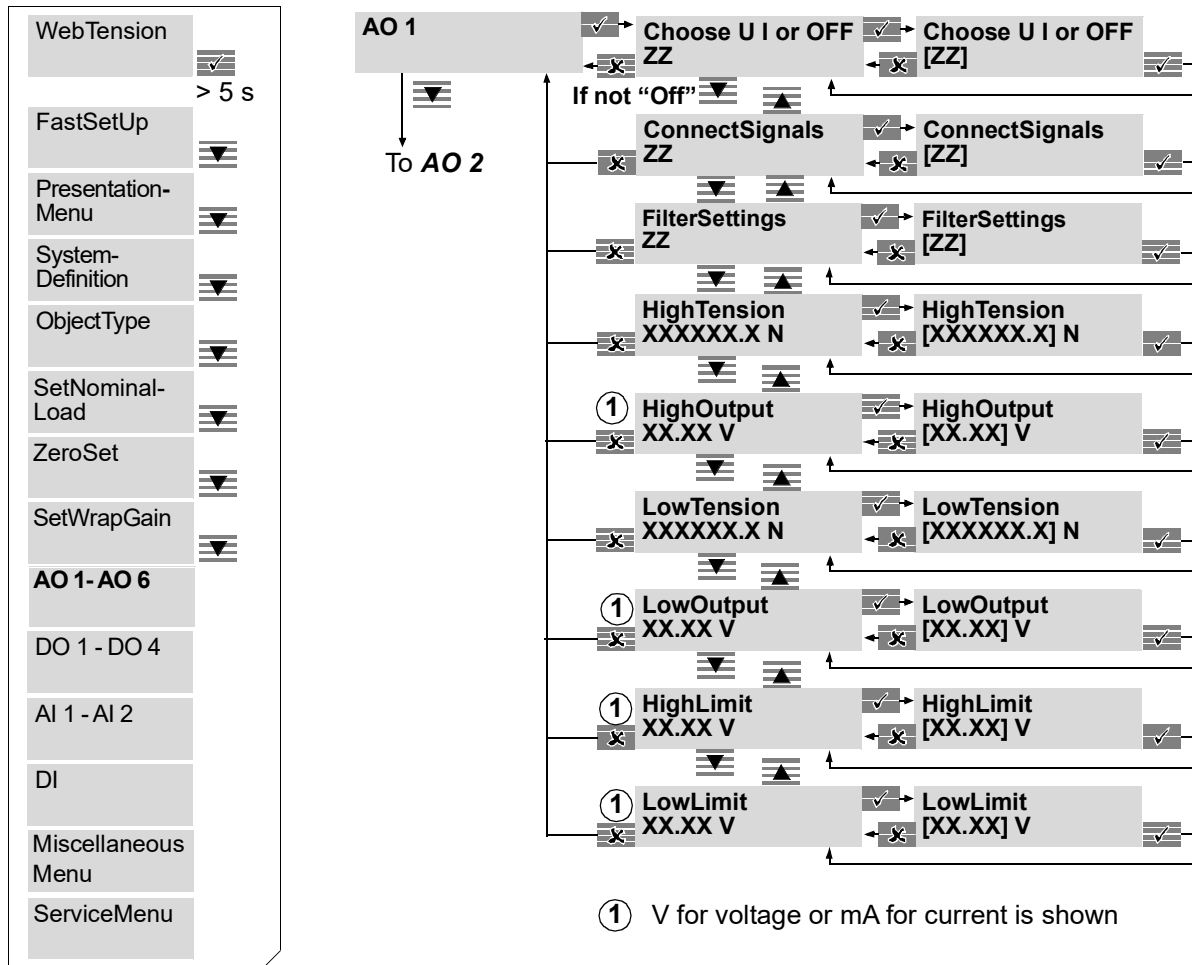 WebTension
> 5 s
FastSetUp
Presentation-
Menu
System-
Definition
ObjectType
SetNominal-
Load
ZeroSet
SetWrapGain
AO 1- AO 6
DO 1 - DO 4
AI 1 - AI 2
DI
Miscellaneous
Menu
ServiceMenu
AO 1
To AO 2
If not “Off”
Choose U I or OFF
ZZ
Choose U I or OFF
[ZZ]
ConnectSignals
ZZ
ConnectSignals
[ZZ]
FilterSettings
ZZ
FilterSettings
[ZZ]
HighTension
XXXXXX.X N
HighTension
[XXXXXX.X] N
1
HighOutput
XX.XX V
HighOutput
[XX.XX] V
LowTension
XXXXXX.X N
LowTension
[XXXXXX.X] N
1
LowOutput
XX.XX V
LowOutput
[XX.XX] V
1
HighLimit
XX.XX V
HighLimit
[XX.XX] V
1
LowLimit
XX.XX V
LowLimit
[XX.XX] V
1 V for voltage or mA for current is shown